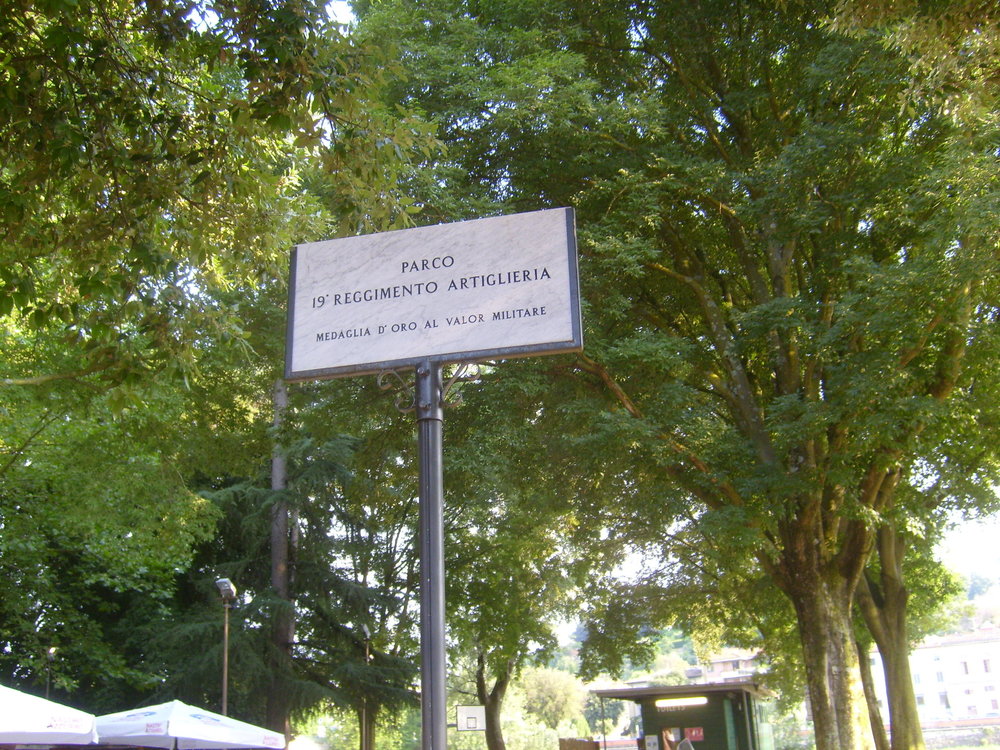 PARCO
19° REGGIMENTO ARTIGLIERIA
MEDAGLIA D'ORO AL VALOR MILITARE